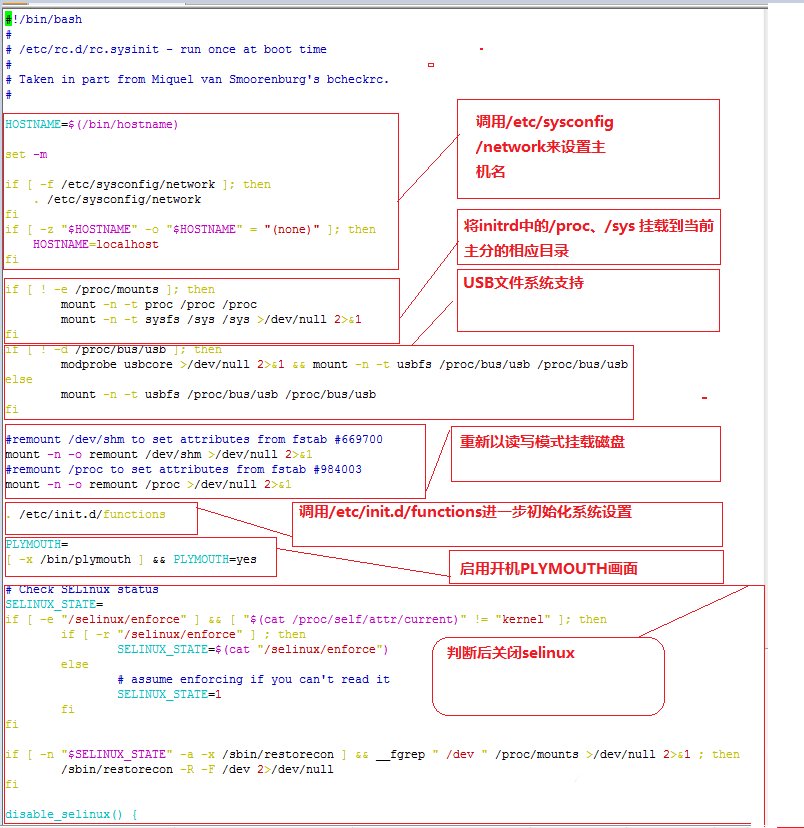 #!/bin/bash
#
# /etc/rc.d/rc.sysinit - run once at boot time
#
# Taken in part from Miquel van Smoorenburg's bcheckrc.
#
HOSTNAME=$(/bin/hostname)
set -m
if [ -f /etc/sysconfig/network ]; then
. /etc/sysconfig/network
fi
if [ -z "$HOSTNAME" -o "$HOSTNAME" = "(none)" ]; then
HOSTNAME=localhost
fi
调用/etc/sysconfig
/network来设置主
机名
if [ ! -e /proc/mounts ]; then
mount -n -t proc /proc /proc
mount -n -t sysfs /sys /sys >/dev/null 2>&1
fi
将initrd中的/proc、/sys 挂载到当前
主分的相应目录
if [ ! -d /proc/bus/usb ]; then
modprobe usbcore >/dev/null 2>&1 && mount -n -t usbfs /proc/bus/usb /proc/bus/usb
else
mount -n -t usbfs /proc/bus/usb /proc/bus/usb
fi
USB文件系统支持
#remount /dev/shm to set attributes from fstab #669700
mount -n -o remount /dev/shm >/dev/null 2>&1
#remount /proc to set attributes from fstab #984003
mount -n -o remount /proc >/dev/null 2>&1
重新以读写模式挂载磁盘
. /etc/init.d/functions
调用/etc/init.d/functions进一步初始化系统设置
PLYMOUTH=
[ -x /bin/plymouth ] && PLYMOUTH=yes
启用开机PLYMOUTH画面
# Check SELinux status
SELINUX_STATE=
if [ -e "/selinux/enforce" ] && [ "$(cat /proc/self/attr/current)" != "kernel" ]; then
if [ -r "/selinux/enforce" ] ; then
SELINUX_STATE=$(cat "/selinux/enforce")
else
# assume enforcing if you can't read it
SELINUX_STATE=1
fi
fi
判断后关闭selinux
if [ -n "$SELINUX_STATE" -a -x /sbin/restorecon ] && __fgrep " /dev " /proc/mounts >/dev/null 2>&1 ; then
/sbin/restorecon -R -F /dev 2>/dev/null
fi
disable_selinux() {